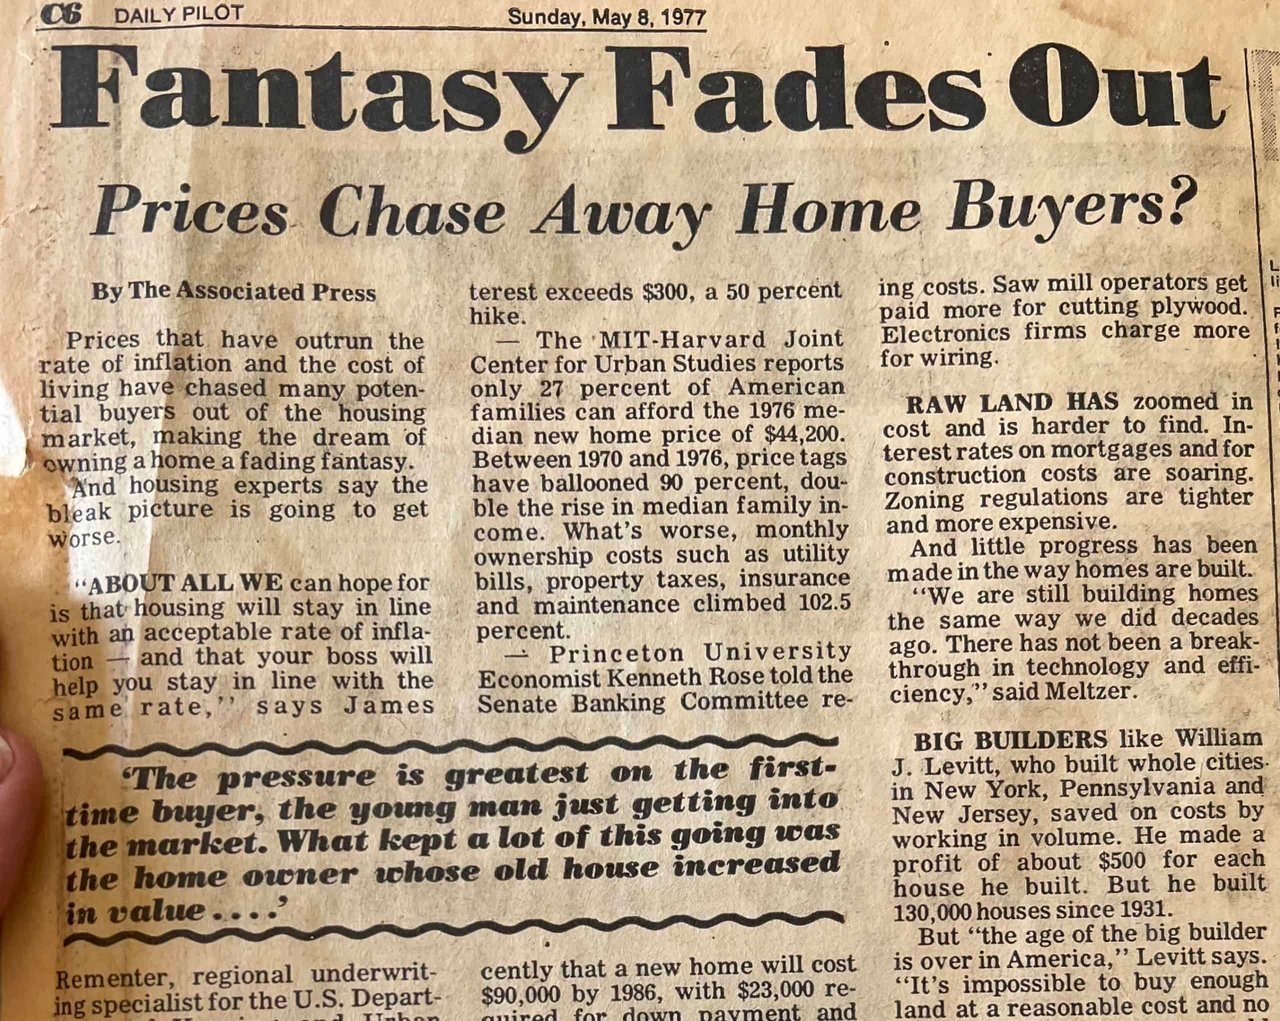 C6 DAILY PILOT Sunday, May 8, 1977
Fantasy Fades Out
Prices Chase Away Home Buyers?
By The Associated Press
Prices that have outrun the
rate of inflation and the cost of
living have chased many poten-
tial buyers out of the housing
market, making the dream of
owning a home a fading fantasy.
And housing experts say the
bleak picture is going to get
worse.
"ABOUT ALL WE can hope for
is that housing will stay in line
with an acceptable rate of infla-
tion — and that your boss will
help you stay in line with the
same rate," says James
'The pressure is greatest on the first-
time buyer, the young man just getting into
the market. What kept a lot of this going was
the home owner whose old house increased
in value . . . .'
Rementer, regional underwrit-
ing specialist for the U.S. Depart-
terest exceeds $300, a 50 percent
hike.
— The MIT-Harvard Joint
Center for Urban Studies reports
only 27 percent of American
families can afford the 1976 me-
dian new home price of $44,200.
Between 1970 and 1976, price tags
have ballooned 90 percent, dou-
ble the rise in median family in-
come. What's worse, monthly
ownership costs such as utility
bills, property taxes, insurance
and maintenance climbed 102.5
percent.
— Princeton University
Economist Kenneth Rose told the
Senate Banking Committee re-
cently that a new home will cost
$90,000 by 1986, with $23,000 re-
quired for down payment and
ing costs. Saw mill operators get
paid more for cutting plywood.
Electronics firms charge more
for wiring.
RAW LAND HAS zoomed in
cost and is harder to find. In-
terest rates on mortgages and for
construction costs are soaring.
Zoning regulations are tighter
and more expensive.
And little progress has been
made in the way homes are built.
"We are still building homes
the same way we did decades
ago. There has not been a break-
through in technology and effi-
ciency," said Meltzer.
BIG BUILDERS like William
J. Levitt, who built whole cities
in New York, Pennsylvania and
New Jersey, saved on costs by
working in volume. He made a
profit of about $500 for each
house he built. But he built
130,000 houses since 1931.
But "the age of the big builder
is over in America," Levitt says.
"It's impossible to buy enough
land at a reasonable cost and no